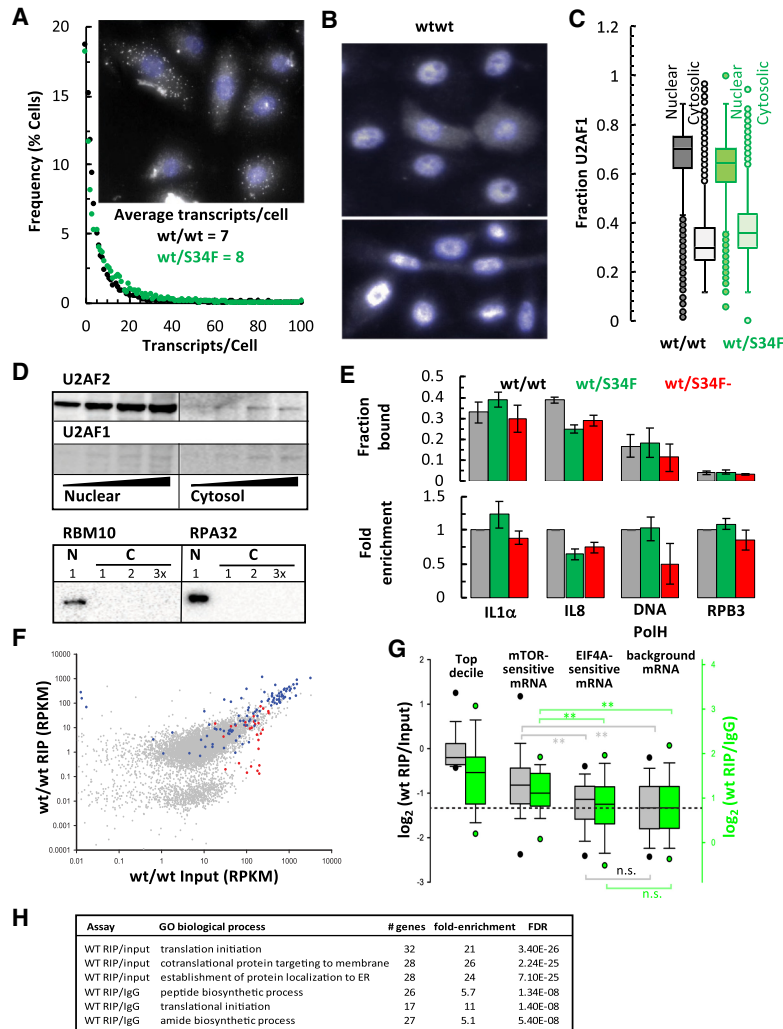 A
Frequency (% Cells)
20
15
10
5
0
Average transcripts/cell
wt/wt = 7
wt/S34F = 8
0 20 40 60 80 100
Transcripts/Cell
B
wtwt
C
Fraction U2AF1
1.2
1
0.8
0.6
0.4
0.2
0
Nuclear
Cytosolic
Nuclear
Cytosolic
wt/wt wt/S34F
D
U2AF2
U2AF1
Nuclear Cytosol
RBM10 RPA32
N C N C
1 1 2 3x 1 1 2 3x
E
wt/wt wt/S34F wt/S34F-
Fraction bound
0.5
0.4
0.3
0.2
0.1
0
Fold enrichment
1.5
1
0.5
0
IL1α IL8 DNA PolH RPB3
F
wt/wt RIP (RPKM)
10000
1000
100
10
1
0.1
0.01
0.001
0.0001
0.01 0.1 1 10 100 1000 10000
wt/wt Input (RPKM)
G
Top decile
mTOR-sensitive mRNA
EIF4A-sensitive mRNA
background mRNA
log2 (wt RIP/Input)
2
1
-0
-1
-2
-3
log2 (wt RIP/IgG)
4
3
2
1
0
**
**
**
**
n.s.
n.s.
H
Assay GO biological process # genes fold-enrichment FDR
WT RIP/input translation initiation 32 21 3.40E-26
WT RIP/input cotranslational protein targeting to membrane 28 26 2.24E-25
WT RIP/input establishment of protein localization to ER 28 24 7.10E-25
WT RIP/IgG peptide biosynthetic process 26 5.7 1.34E-08
WT RIP/IgG translational initiation 17 11 1.40E-08
WT RIP/IgG amide biosynthetic process 27 5.1 5.40E-08